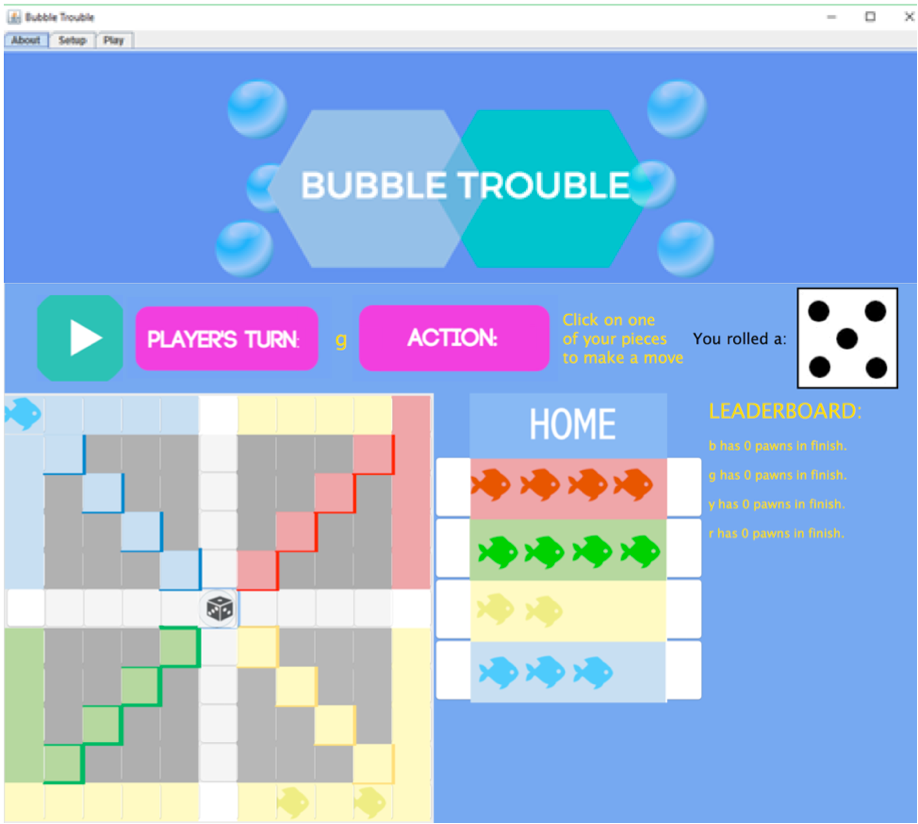 Bubble Trouble
About Setup Play
BUBBLE TROUBLE
PLAYER'S TURN:
g
ACTION:
Click on one
of your pieces
to make a move
You rolled a:
HOME
LEADERBOARD:
b has 0 pawns in finish.
g has 0 pawns in finish.
y has 0 pawns in finish.
r has 0 pawns in finish.